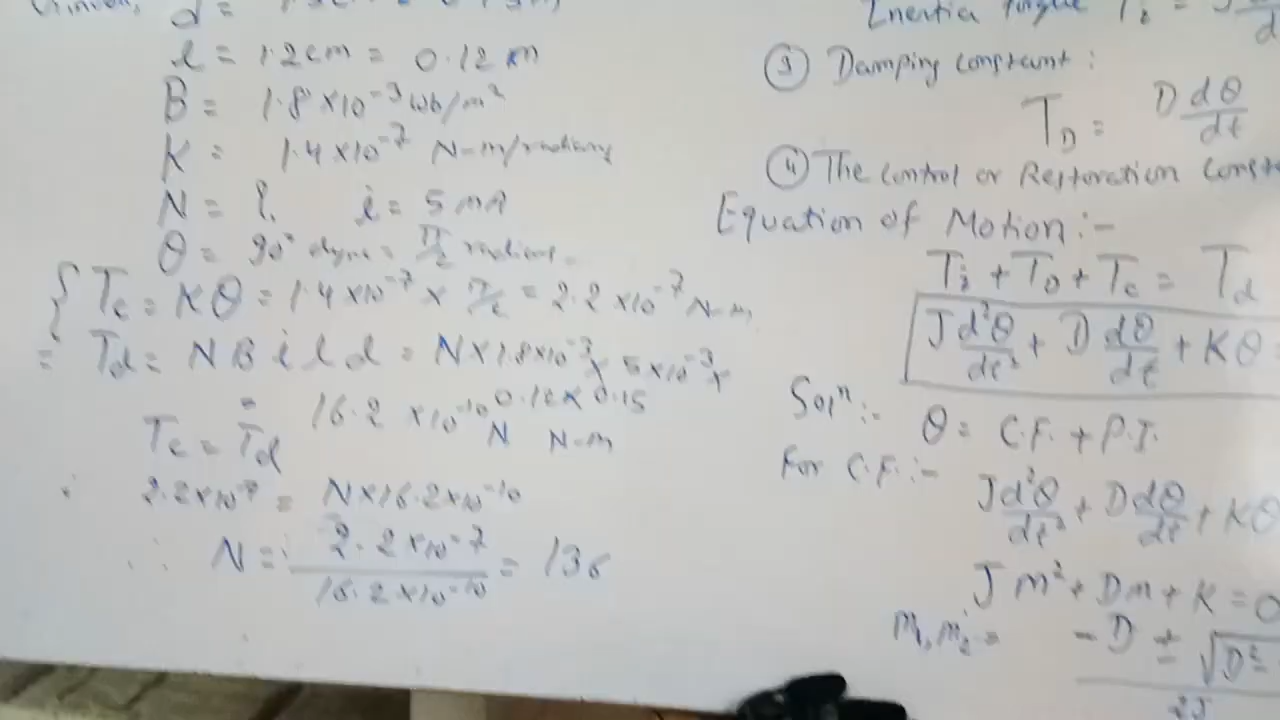 d =
l = 1.2cm = 0.12 m
B = 1.8 × 10⁻³ wb/m²
K = 1.4 × 10⁻⁷ N-m/radians
N = ?. i = 5 mA
θ = 90° = π/2 radians.
Tc = Kθ = 1.4 × 10⁻⁷ × π/2 = 2.2 × 10⁻⁷ N-m
= Td = N B i l d = N × 1.8 × 10⁻³ × 5 × 10⁻³ ×
0.12 × 0.15
= 16.2 × 10⁻¹⁰ N N-m
Tc = Td
2.2 × 10⁻⁷ = N × 16.2 × 10⁻¹⁰
∴ N = 2.2 × 10⁻⁷ / 16.2 × 10⁻¹⁰ = 136
Inertia torque Ti =
③ Damping constant :
TD = D dθ/dt
④ The control or Restoration
Equation of Motion :-
Ti + TD + Tc = Td
J d²θ/dt² + D dθ/dt + Kθ =
Solⁿ :- θ = C.F. + P.I.
For C.F. :-
J d²θ/dt² + D dθ/dt + Kθ
J m² + Dm + K = 0
m₁, m₂ = -D ± √D² - / 2J